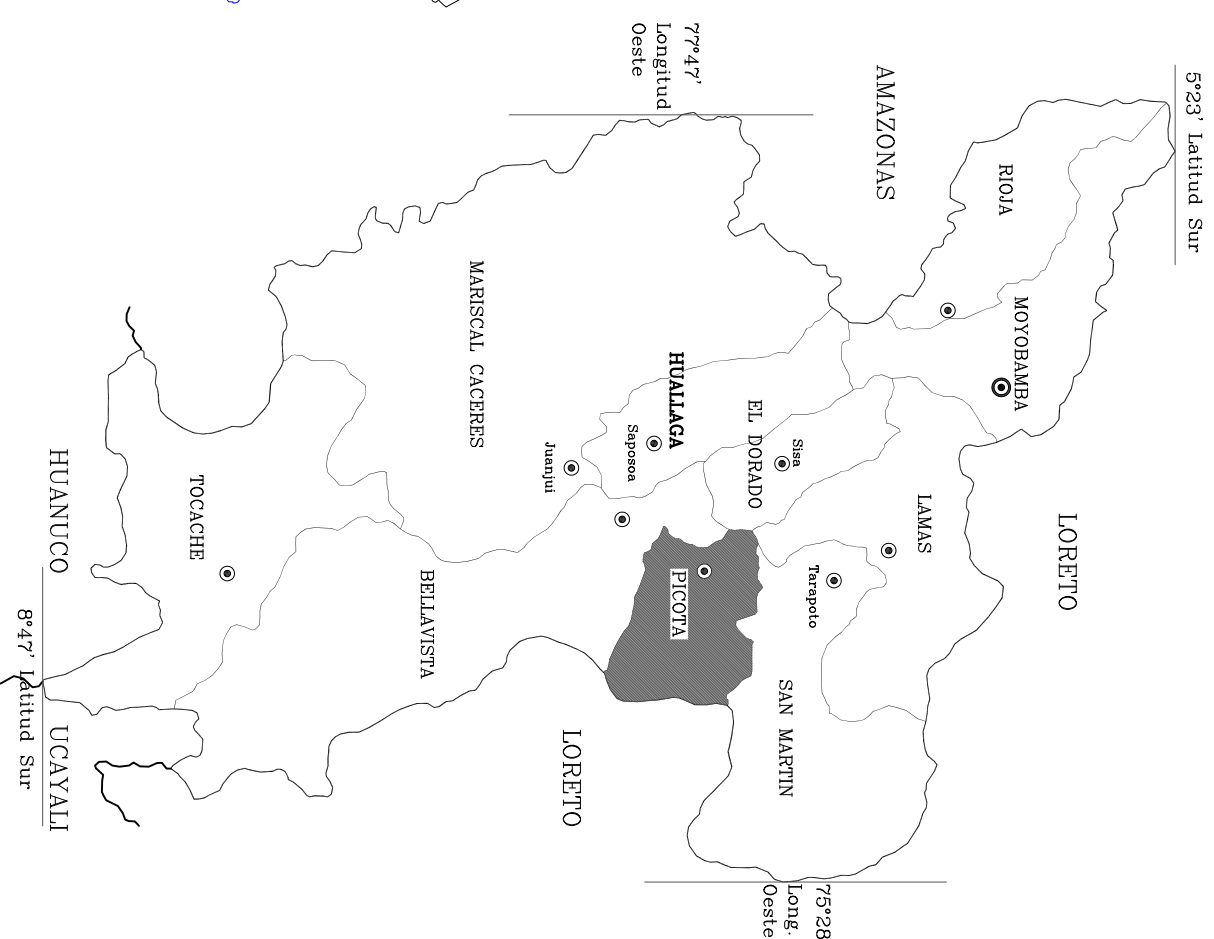 5°23' Latitud Sur
77°47'
Longitud
Oeste
AMAZONAS
RIOJA
MOYOBAMBA
LORETO
LAMAS
Sisa
EL DORADO
HUALLAGA
Saposoa
Juanjui
MARISCAL CACERES
Tarapoto
PICOTA
SAN MARTIN
BELLAVISTA
TOCACHE
HUANUCO
LORETO
UCAYALI
8°47' Latitud Sur
75°28
Long.
Oeste